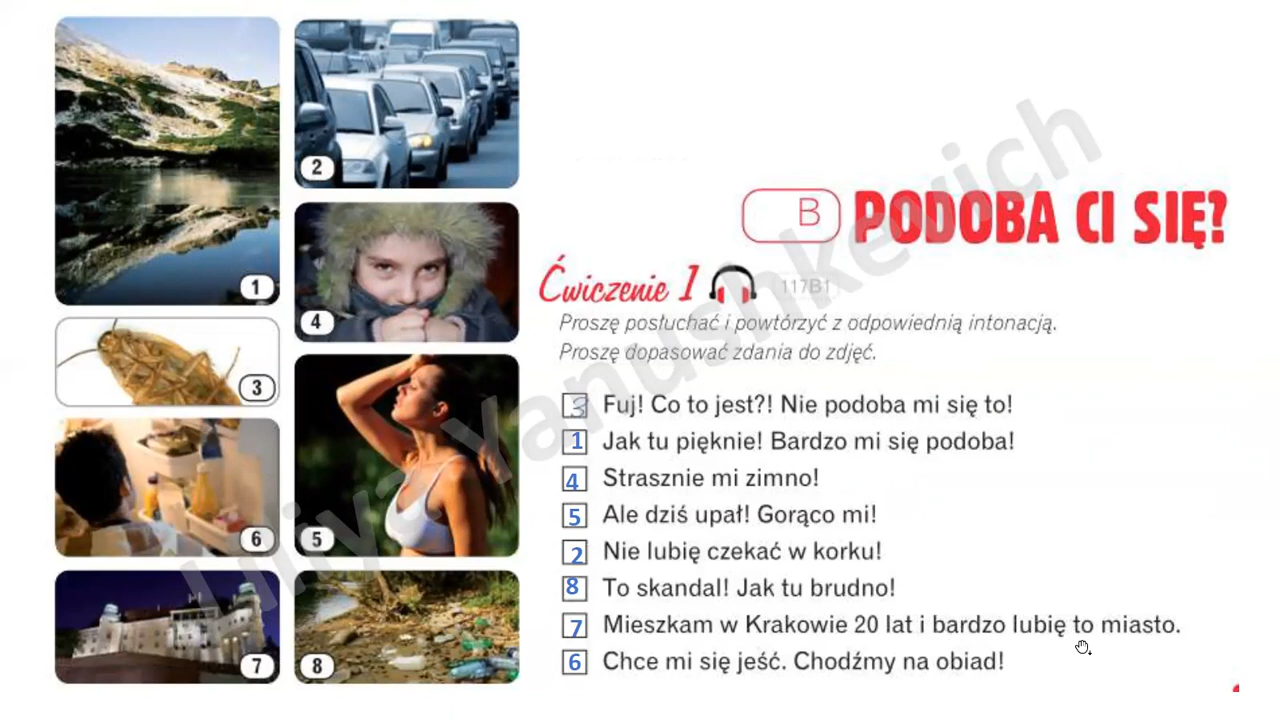 1
2
3
4
5
6
7
8
B PODOBA CI SIĘ?
Ćwiczenie 1 117B1
Proszę posłuchać i powtórzyć z odpowiednią intonacją.
Proszę dopasować zdania do zdjęć.
3 Fuj! Co to jest?! Nie podoba mi się to!
1 Jak tu pięknie! Bardzo mi się podoba!
4 Strasznie mi zimno!
5 Ale dziś upał! Gorąco mi!
2 Nie lubię czekać w korku!
8 To skandal! Jak tu brudno!
7 Mieszkam w Krakowie 20 lat i bardzo lubię to miasto.
6 Chce mi się jeść. Chodźmy na obiad!
Yuliya Yanushkevich